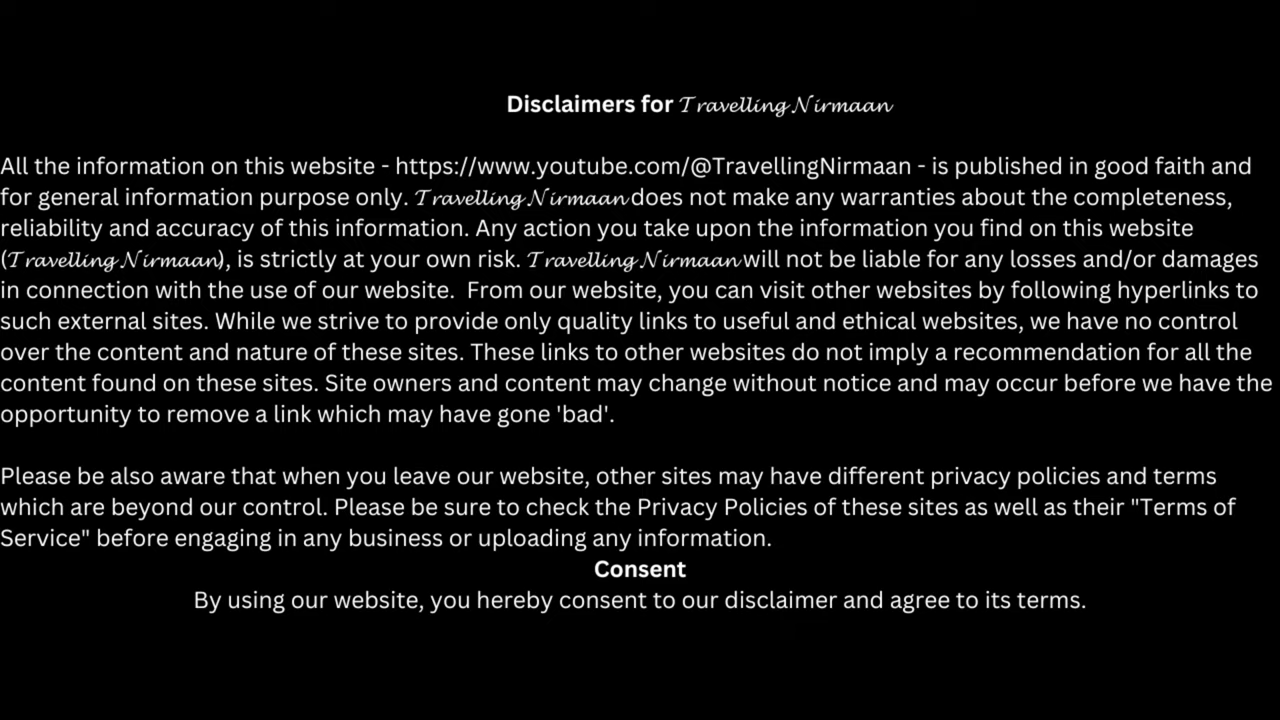 Disclaimers for Travelling Nirmaan
All the information on this website - https://www.youtube.com/@TravellingNirmaan - is published in good faith and
for general information purpose only. Travelling Nirmaan does not make any warranties about the completeness,
reliability and accuracy of this information. Any action you take upon the information you find on this website
(Travelling Nirmaan), is strictly at your own risk. Travelling Nirmaan will not be liable for any losses and/or damages
in connection with the use of our website.  From our website, you can visit other websites by following hyperlinks to
such external sites. While we strive to provide only quality links to useful and ethical websites, we have no control
over the content and nature of these sites. These links to other websites do not imply a recommendation for all the
content found on these sites. Site owners and content may change without notice and may occur before we have the
opportunity to remove a link which may have gone 'bad'.
Please be also aware that when you leave our website, other sites may have different privacy policies and terms
which are beyond our control. Please be sure to check the Privacy Policies of these sites as well as their "Terms of
Service" before engaging in any business or uploading any information.
Consent
By using our website, you hereby consent to our disclaimer and agree to its terms.